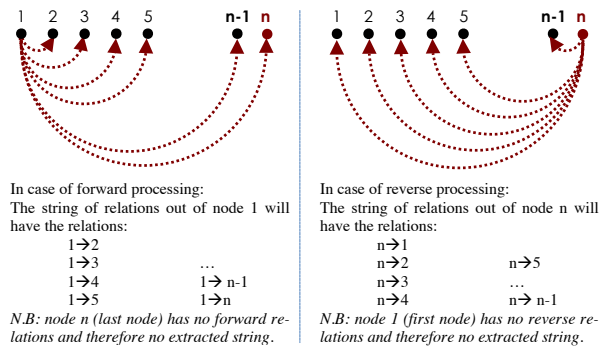 1 2 3 4 5 n-1 n
In case of forward processing:
The string of relations out of node 1 will
have the relations:
1→2
1→3 …
1→4 1→ n-1
1→5 1→n
N.B: node n (last node) has no forward re-
lations and therefore no extracted string.
1 2 3 4 5 n-1 n
In case of reverse processing:
The string of relations out of node n will
have the relations:
n→1
n→2 n→5
n→3 …
n→4 n→ n-1
N.B: node 1 (first node) has no reverse re-
lations and therefore no extracted string.